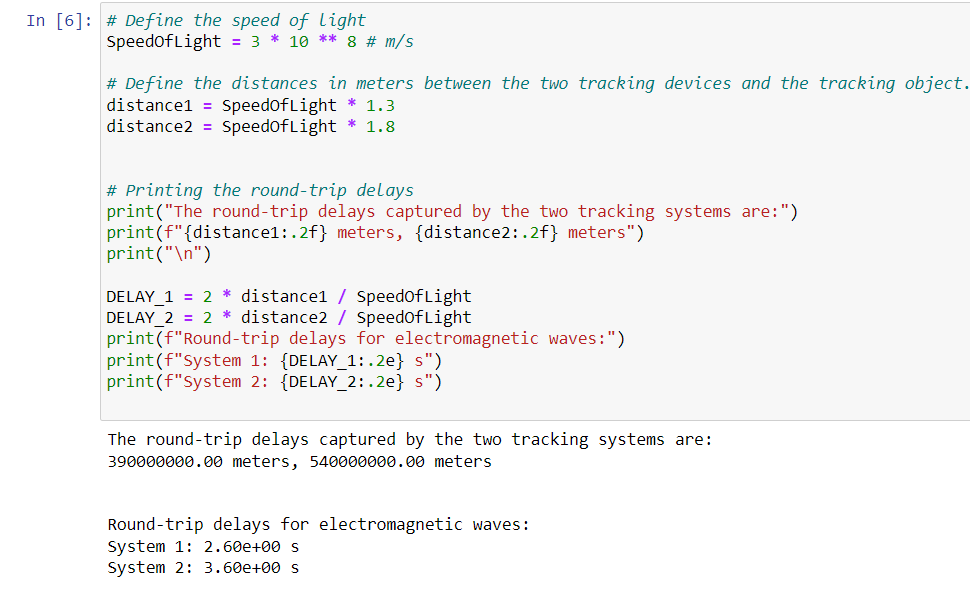 In [6]:
# Define the speed of light
SpeedOfLight = 3 * 10 ** 8 # m/s
# Define the distances in meters between the two tracking devices and the tracking object.
distance1 = SpeedOfLight * 1.3
distance2 = SpeedOfLight * 1.8
# Printing the round-trip delays
print("The round-trip delays captured by the two tracking systems are:")
print(f"{distance1:.2f} meters, {distance2:.2f} meters")
print("\n")
DELAY_1 = 2 * distance1 / SpeedOfLight
DELAY_2 = 2 * distance2 / SpeedOfLight
print(f"Round-trip delays for electromagnetic waves:")
print(f"System 1: {DELAY_1:.2e} s")
print(f"System 2: {DELAY_2:.2e} s")
The round-trip delays captured by the two tracking systems are:
390000000.00 meters, 540000000.00 meters
Round-trip delays for electromagnetic waves:
System 1: 2.60e+00 s
System 2: 3.60e+00 s